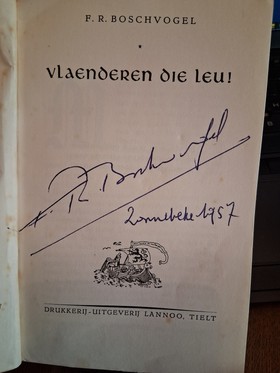 F. R. BOSCHVOGEL
VLAENDEREN DIE LEU!
F. R. Boschvogel
Zonnebeke 1957
DRUKKERIJ-UITGEVERIJ LANNOO, TIELT